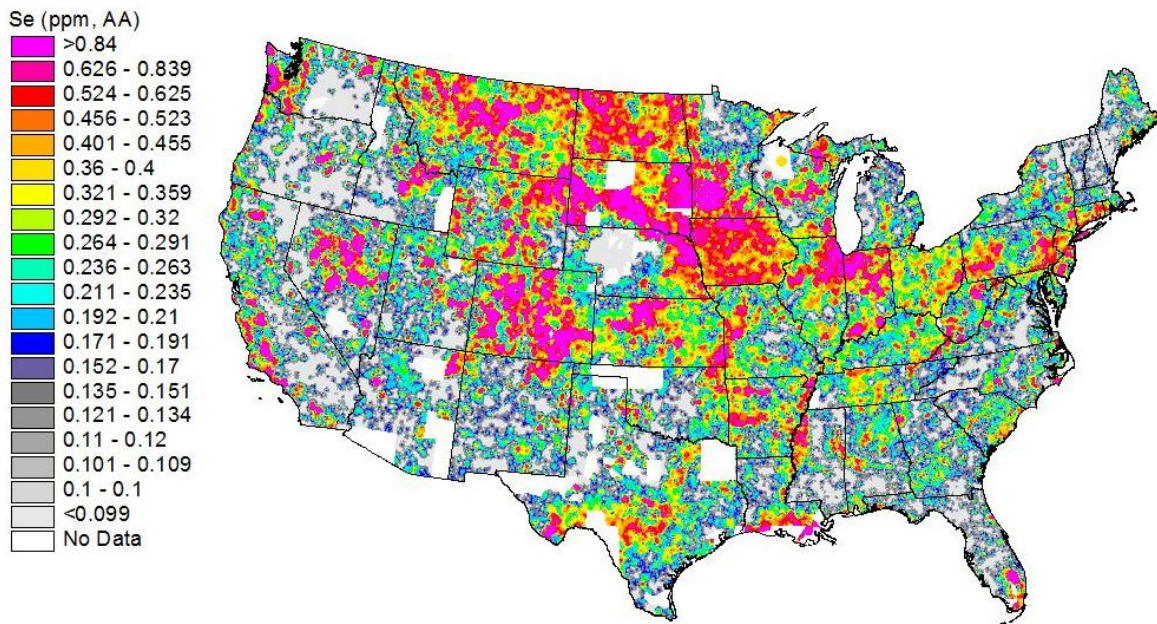 Se (ppm, AA)
>0.84
0.626 - 0.839
0.524 - 0.625
0.456 - 0.523
0.401 - 0.455
0.36 - 0.4
0.321 - 0.359
0.292 - 0.32
0.264 - 0.291
0.236 - 0.263
0.211 - 0.235
0.192 - 0.21
0.171 - 0.191
0.152 - 0.17
0.135 - 0.151
0.121 - 0.134
0.11 - 0.12
0.101 - 0.109
0.1 - 0.1
<0.099
No Data